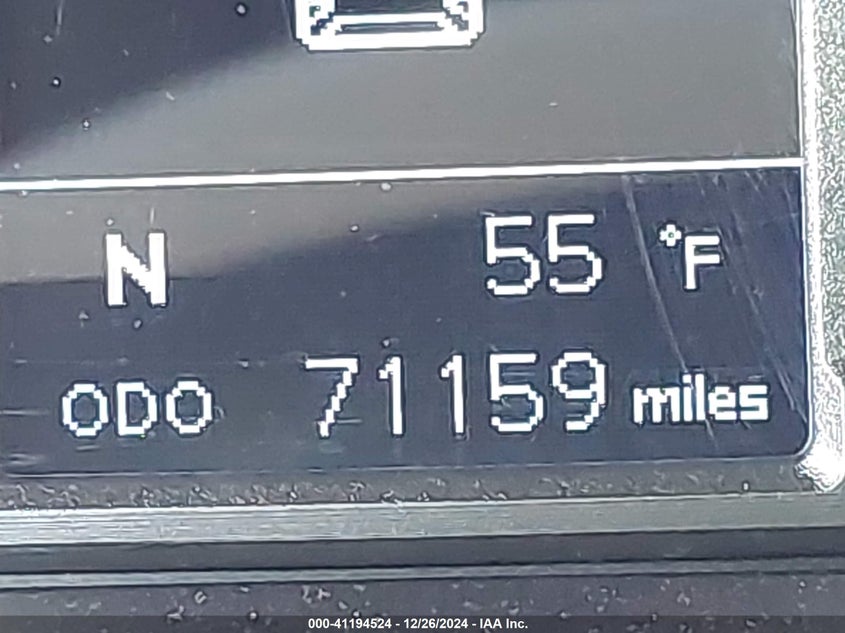 N 55 °F
ODO 71159 miles
000-41194524 - 12/26/2024 - IAA Inc.